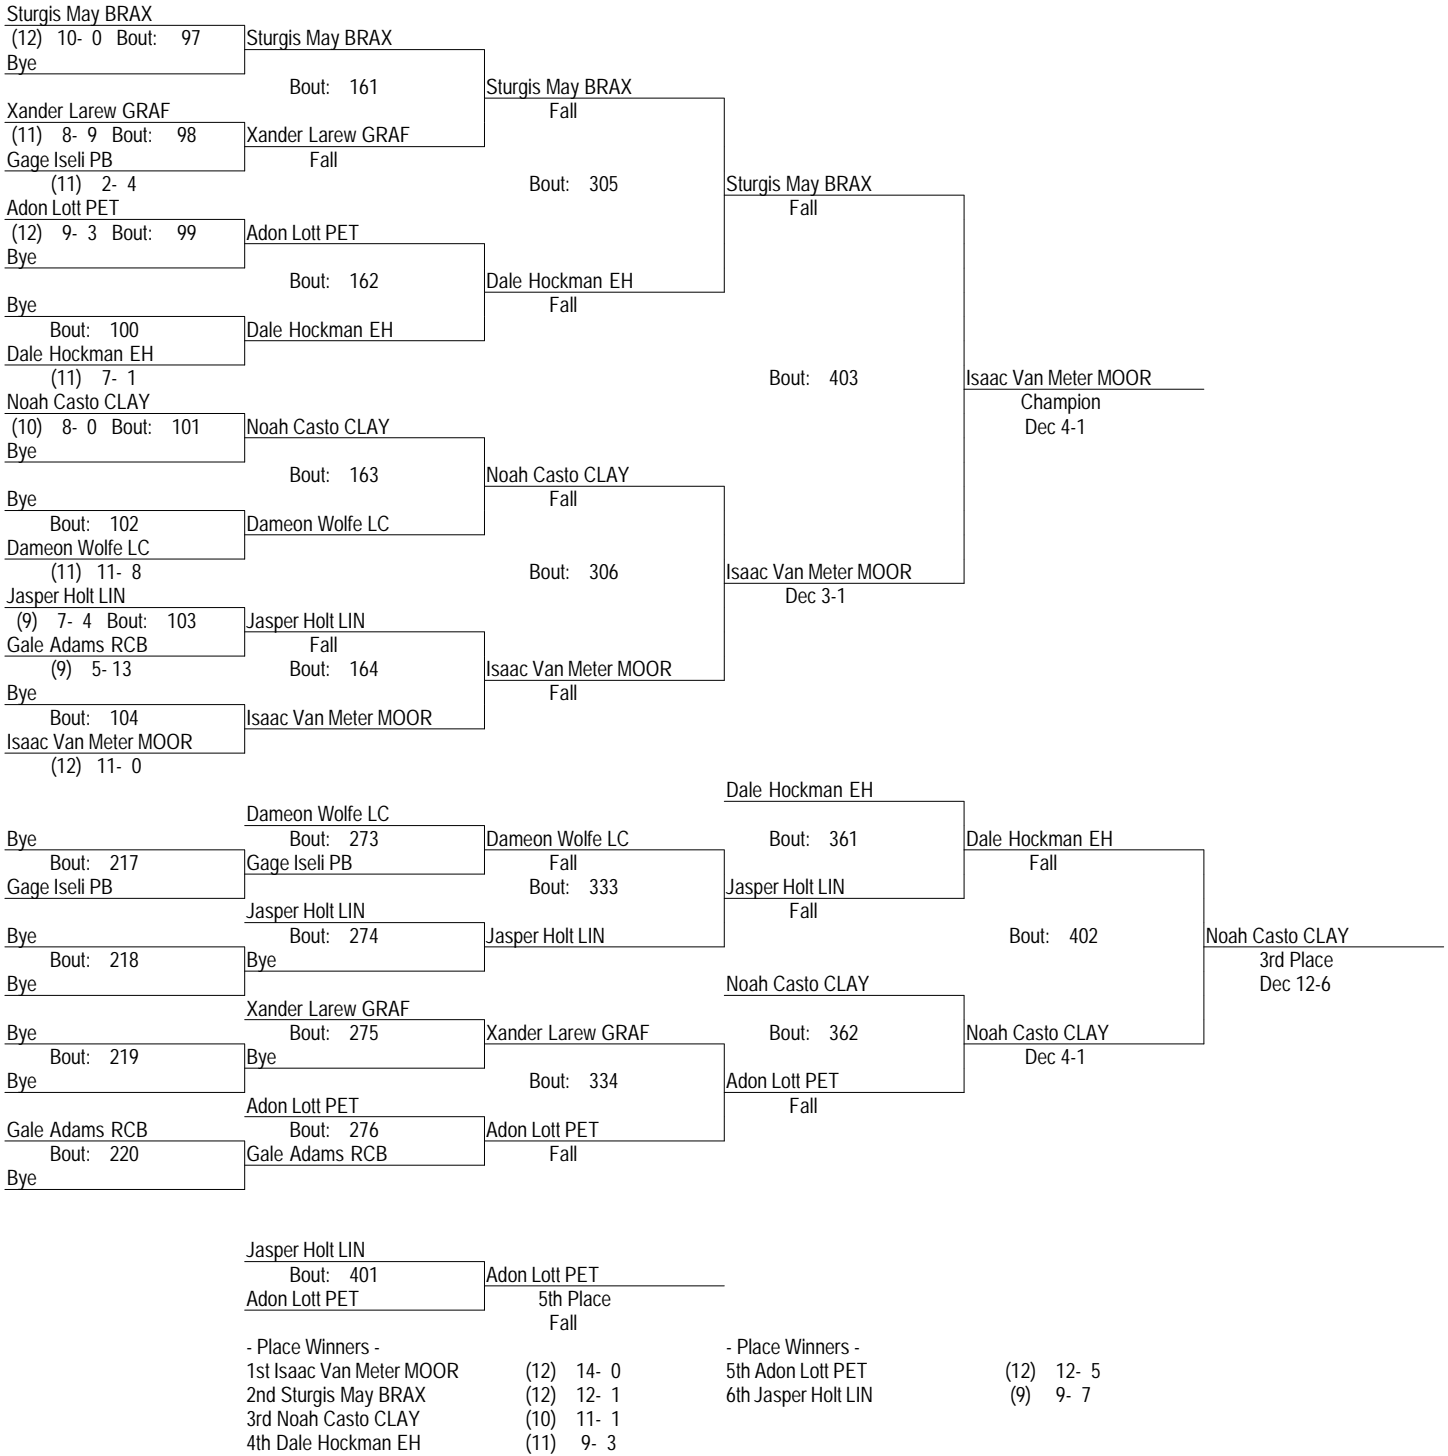 Sturgis May BRAX
(12) 10- 0 Bout: 97 Sturgis May BRAX
Bye
Bout: 161 Sturgis May BRAX
Xander Larew GRAF Fall
(11) 8- 9 Bout: 98 Xander Larew GRAF
Gage Iseli PB Fall
(11) 2- 4 Bout: 305 Sturgis May BRAX
Adon Lott PET Fall
(12) 9- 3 Bout: 99 Adon Lott PET
Bye
Bout: 162 Dale Hockman EH
Bye Fall
Bout: 100 Dale Hockman EH
Dale Hockman EH
(11) 7- 1 Bout: 403 Isaac Van Meter MOOR
Noah Casto CLAY Champion
(10) 8- 0 Bout: 101 Noah Casto CLAY Dec 4-1
Bye
Bout: 163 Noah Casto CLAY
Bye Fall
Bout: 102 Dameon Wolfe LC
Dameon Wolfe LC
(11) 11- 8 Bout: 306 Isaac Van Meter MOOR
Jasper Holt LIN Dec 3-1
(9) 7- 4 Bout: 103 Jasper Holt LIN
Gale Adams RCB Fall
(9) 5- 13 Bout: 164 Isaac Van Meter MOOR
Bye Fall
Bout: 104 Isaac Van Meter MOOR
Isaac Van Meter MOOR
(12) 11- 0
Dale Hockman EH
Dameon Wolfe LC
Bye Bout: 273 Dameon Wolfe LC Bout: 361 Dale Hockman EH
Bout: 217 Gage Iseli PB Fall Fall
Gage Iseli PB Bout: 333 Jasper Holt LIN
Jasper Holt LIN Fall
Bye Bout: 274 Jasper Holt LIN Bout: 402 Noah Casto CLAY
Bout: 218 Bye 3rd Place
Bye Noah Casto CLAY Dec 12-6
Xander Larew GRAF
Bye Bout: 275 Xander Larew GRAF Bout: 362 Noah Casto CLAY
Bout: 219 Bye Dec 4-1
Bye Bout: 334 Adon Lott PET
Adon Lott PET Fall
Gale Adams RCB Bout: 276 Adon Lott PET
Bout: 220 Gale Adams RCB Fall
Bye
Jasper Holt LIN
Bout: 401 Adon Lott PET
Adon Lott PET 5th Place
Fall
- Place Winners - - Place Winners -
1st Isaac Van Meter MOOR (12) 14- 0 5th Adon Lott PET (12) 12- 5
2nd Sturgis May BRAX (12) 12- 1 6th Jasper Holt LIN (9) 9- 7
3rd Noah Casto CLAY (10) 11- 1
4th Dale Hockman EH (11) 9- 3